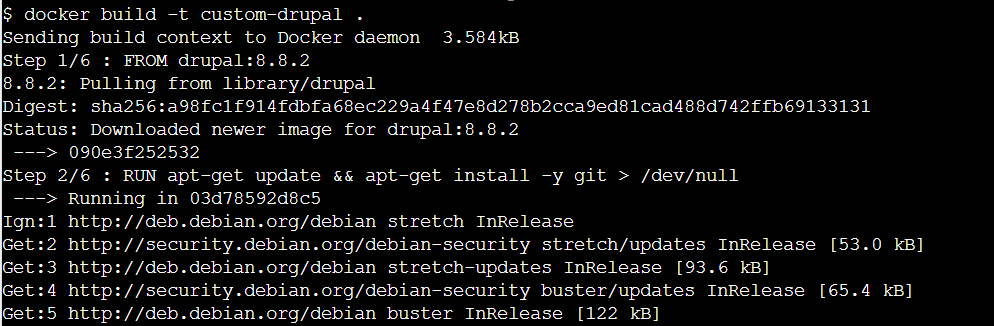 $ docker build -t custom-drupal .
Sending build context to Docker daemon  3.584kB
Step 1/6 : FROM drupal:8.8.2
8.8.2: Pulling from library/drupal
Digest: sha256:a98fc1f914fdbfa68ec229a4f47e8d278b2cca9ed81cad488d742ffb69133131
Status: Downloaded newer image for drupal:8.8.2
 ---> 090e3f252532
Step 2/6 : RUN apt-get update && apt-get install -y git > /dev/null
 ---> Running in 03d78592d8c5
Ign:1 http://deb.debian.org/debian stretch InRelease
Get:2 http://security.debian.org/debian-security stretch/updates InRelease [53.0 kB]
Get:3 http://deb.debian.org/debian stretch-updates InRelease [93.6 kB]
Get:4 http://security.debian.org/debian-security buster/updates InRelease [65.4 kB]
Get:5 http://deb.debian.org/debian buster InRelease [122 kB]